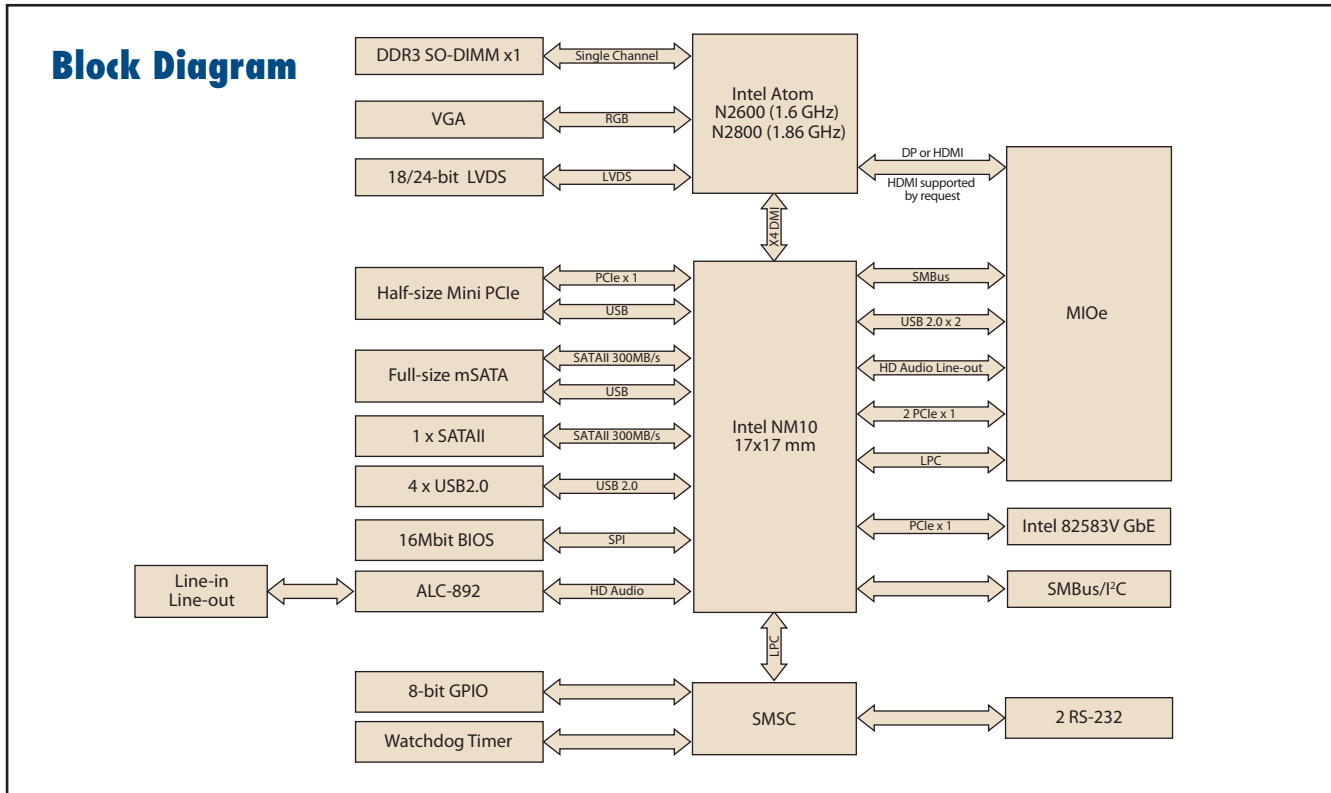 Block Diagram
DDR3 SO-DIMM x1
Single Channel
VGA
RGB
18/24-bit LVDS
LVDS
Intel Atom
N2600 (1.6 GHz)
N2800 (1.86 GHz)
DP or HDMI
HDMI supported
by request
X4 DMI
Half-size Mini PCIe
PCIe x 1
USB
Full-size mSATA
SATAII 300MB/s
USB
1 x SATAII
SATAII 300MB/s
4 x USB2.0
USB 2.0
16Mbit BIOS
SPI
Line-in
Line-out
ALC-892
HD Audio
Intel NM10
17x17 mm
SMBus
USB 2.0 x 2
HD Audio Line-out
2 PCIe x 1
LPC
MIOe
PCIe x 1
Intel 82583V GbE
SMBus/I²C
LPC
8-bit GPIO
Watchdog Timer
SMSC
2 RS-232